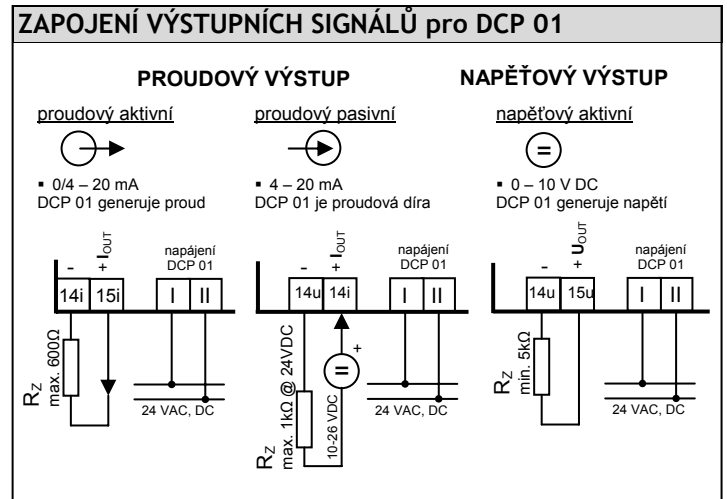 ZAPOJENÍ VÝSTUPNÍCH SIGNÁLŮ pro DCP 01
PROUDOVÝ VÝSTUP
NAPĚŤOVÝ VÝSTUP
proudový aktivní
▪ 0/4 – 20 mA
DCP 01 generuje proud
- + IOUT
napájení
DCP 01
14i 15i I II
RZ
max. 600Ω
24 VAC, DC
proudový pasivní
▪ 4 – 20 mA
DCP 01 je proudová díra
- + IOUT
napájení
DCP 01
14u 14i I II
RZ
max. 1kΩ @ 24VDC
= +
10-26 VDC
24 VAC, DC
napěťový aktivní
=
▪ 0 – 10 V DC
DCP 01 generuje napětí
- + UOUT
napájení
DCP 01
14u 15u I II
RZ
min. 5kΩ
24 VAC, DC